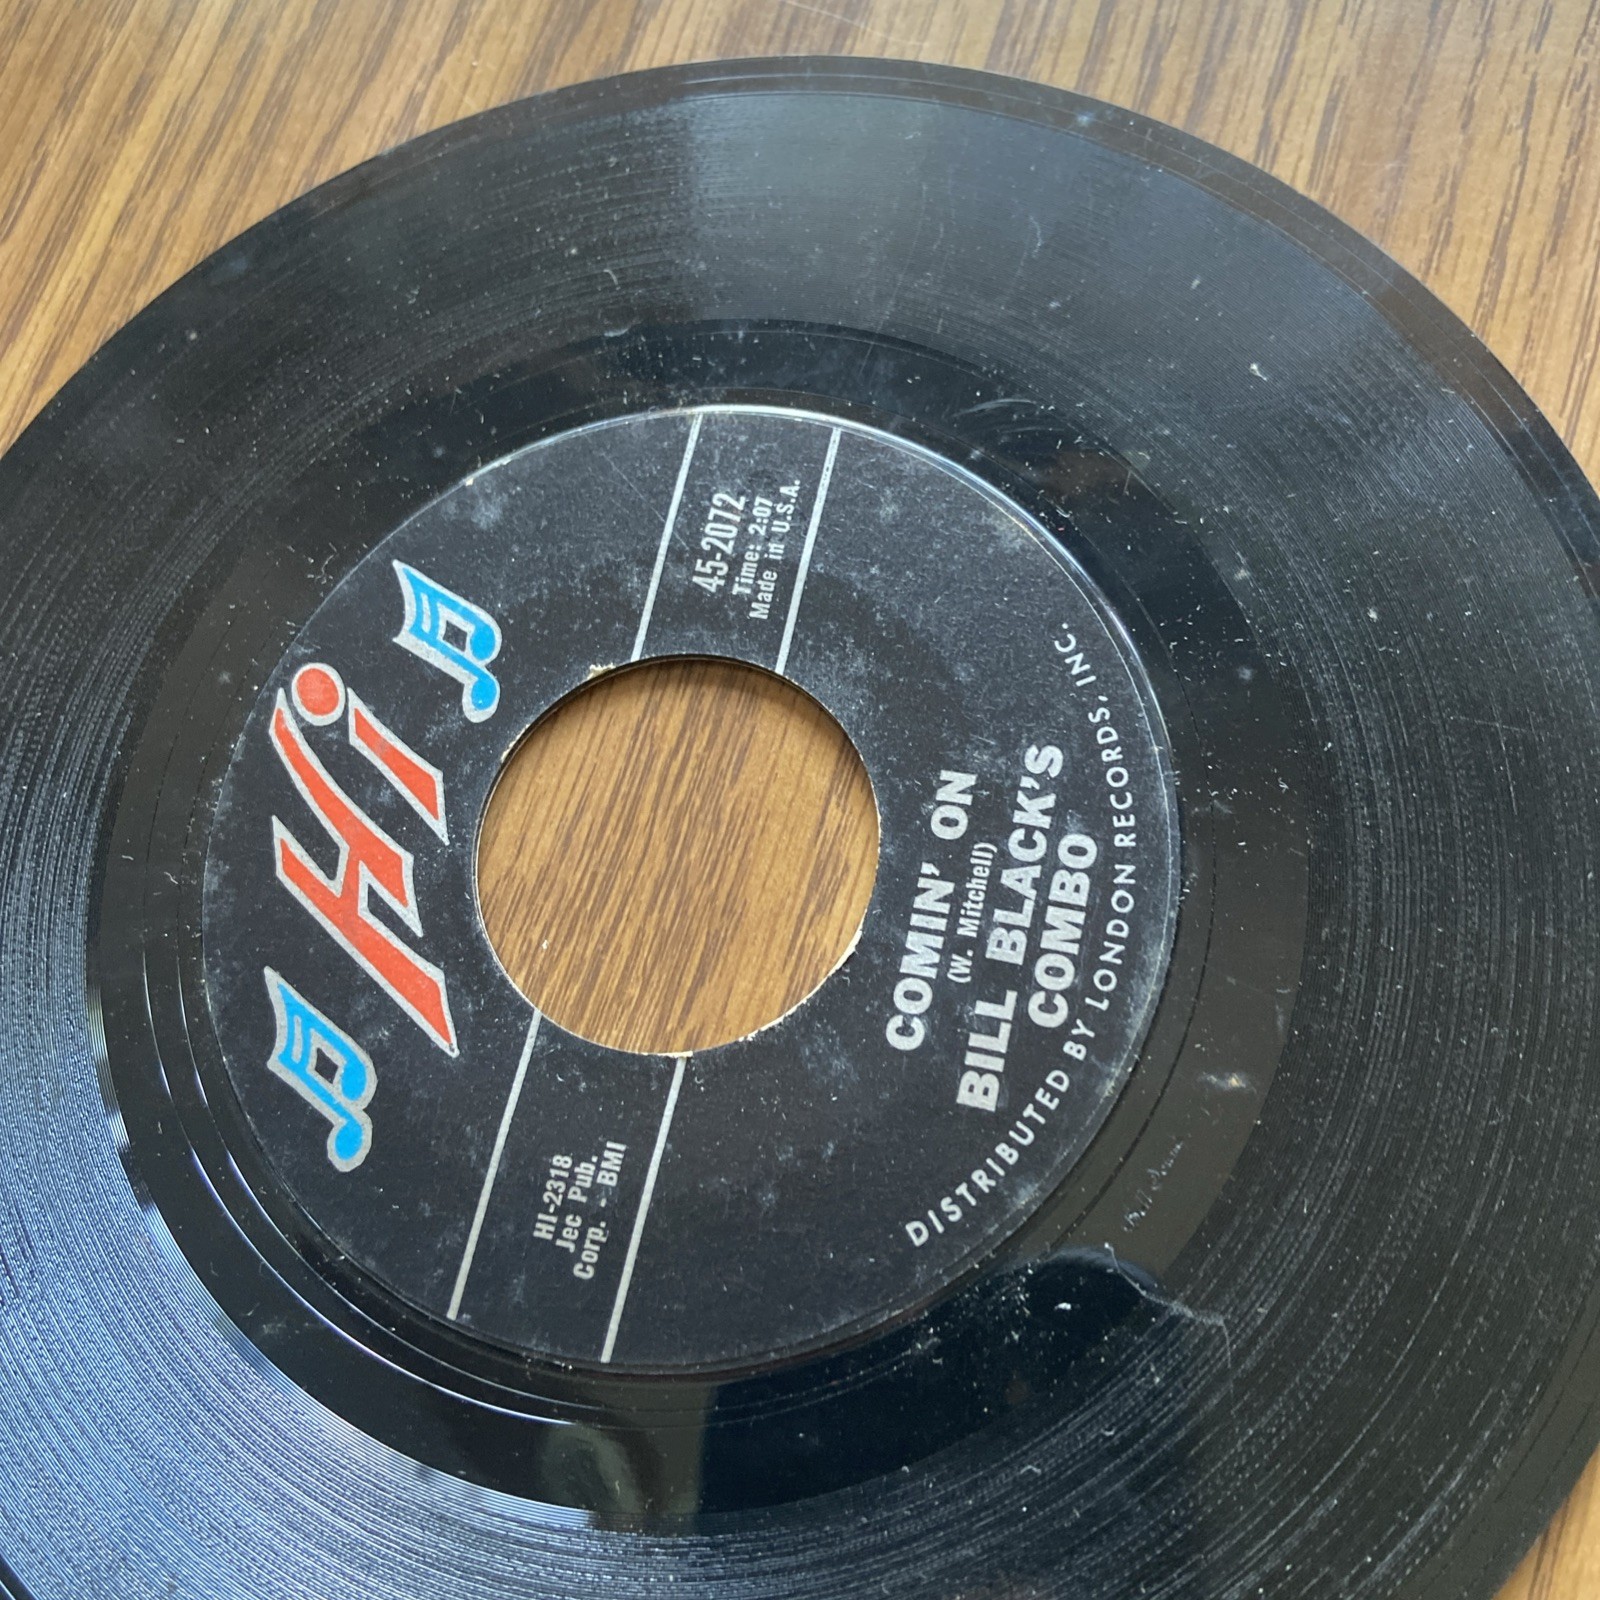 Hi
45-2072
Time: 2:07
Made in U.S.A.
HI-2318
Jec Pub.
Corp. - BMI
COMIN' ON
(W. Mitchell)
BILL BLACK'S
COMBO
DISTRIBUTED BY LONDON RECORDS, INC.